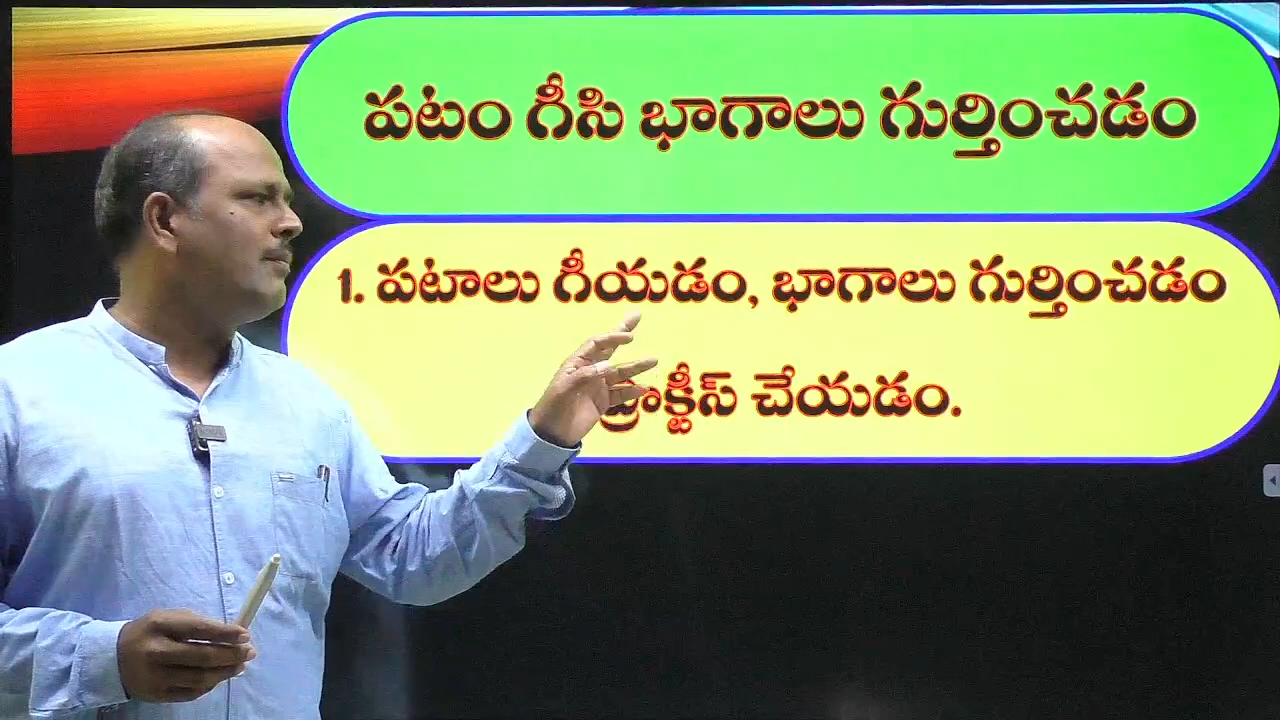 పటం గీసి భాగాలు గుర్తించడం
1. పటాలు గీయడం, భాగాలు గుర్తించడం
ప్రాక్టీస్ చేయడం.